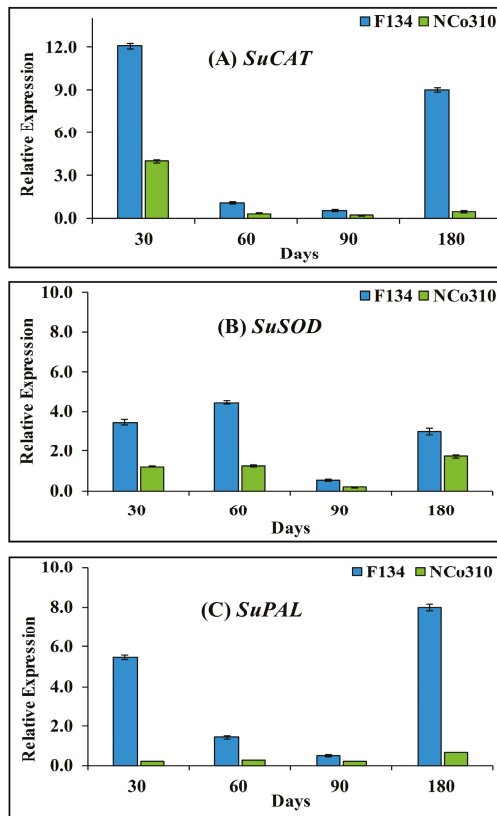 F134 NCo310
(A) SuCAT
Relative Expression
12.0
9.0
6.0
3.0
0.0
30 60 90 180
Days
F134 NCo310
(B) SuSOD
Relative Expression
10.0
8.0
6.0
4.0
2.0
0.0
30 60 90 180
Days
F134 NCo310
(C) SuPAL
Relative Expression
10.0
8.0
6.0
4.0
2.0
0.0
30 60 90 180
Days